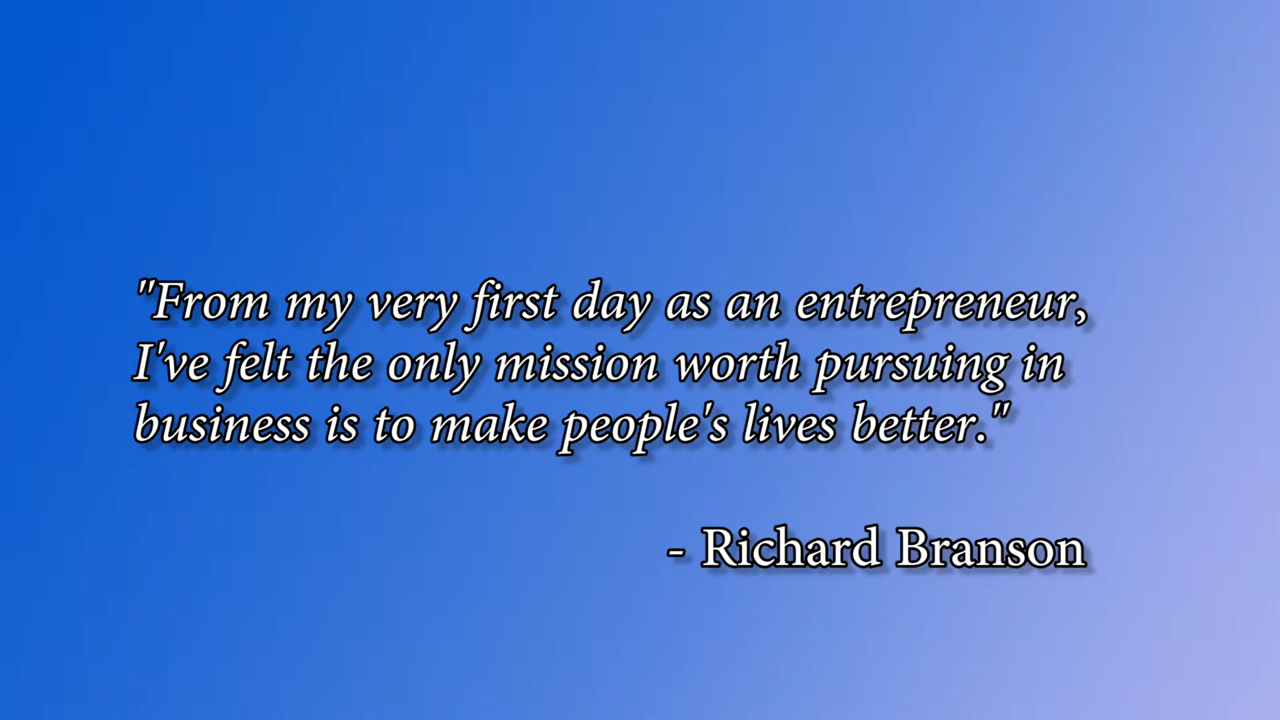 "From my very first day as an entrepreneur,
I've felt the only mission worth pursuing in
business is to make people's lives better."
- Richard Branson